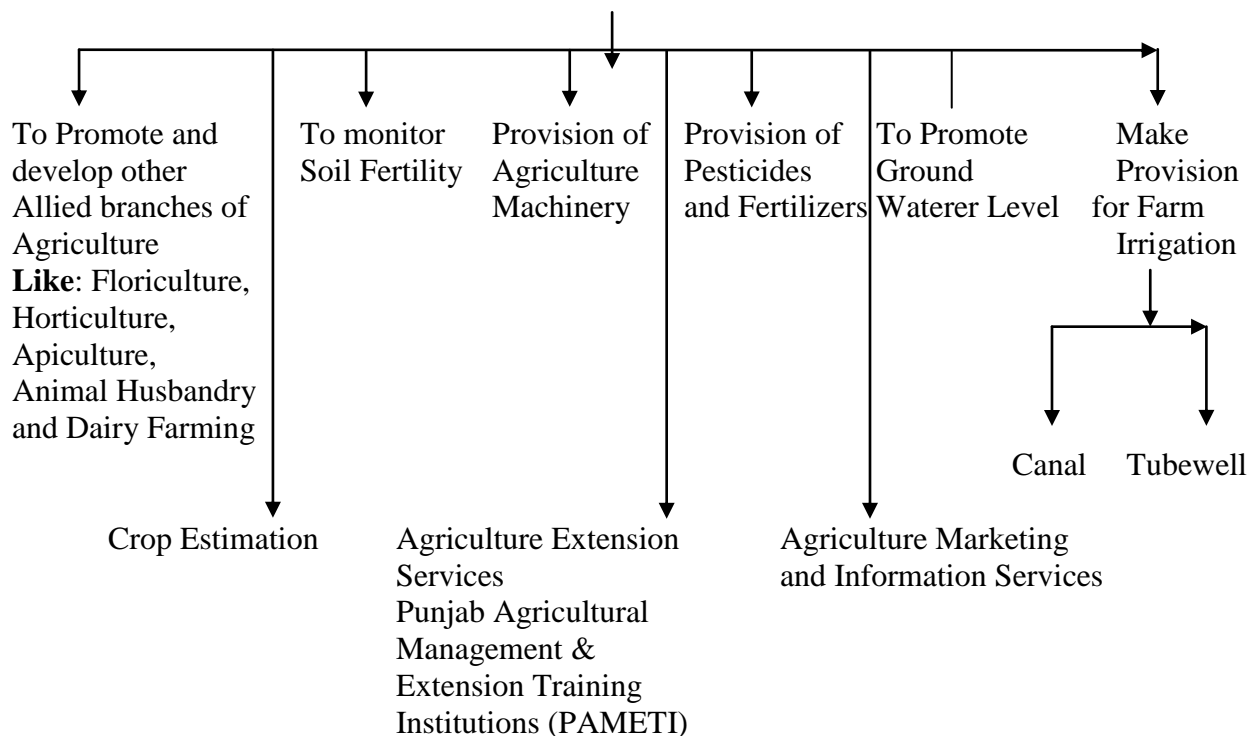 To Promote and
develop other
Allied branches of
Agriculture
Like: Floriculture,
Horticulture,
Apiculture,
Animal Husbandry
and Dairy Farming
To monitor
Soil Fertility
Provision of
Agriculture
Machinery
Provision of
Pesticides
and Fertilizers
To Promote
Ground
Waterer Level
Make
Provision
for Farm
Irrigation
Canal
Tubewell
Crop Estimation
Agriculture Extension
Services
Punjab Agricultural
Management &
Extension Training
Institutions (PAMETI)
Agriculture Marketing
and Information Services